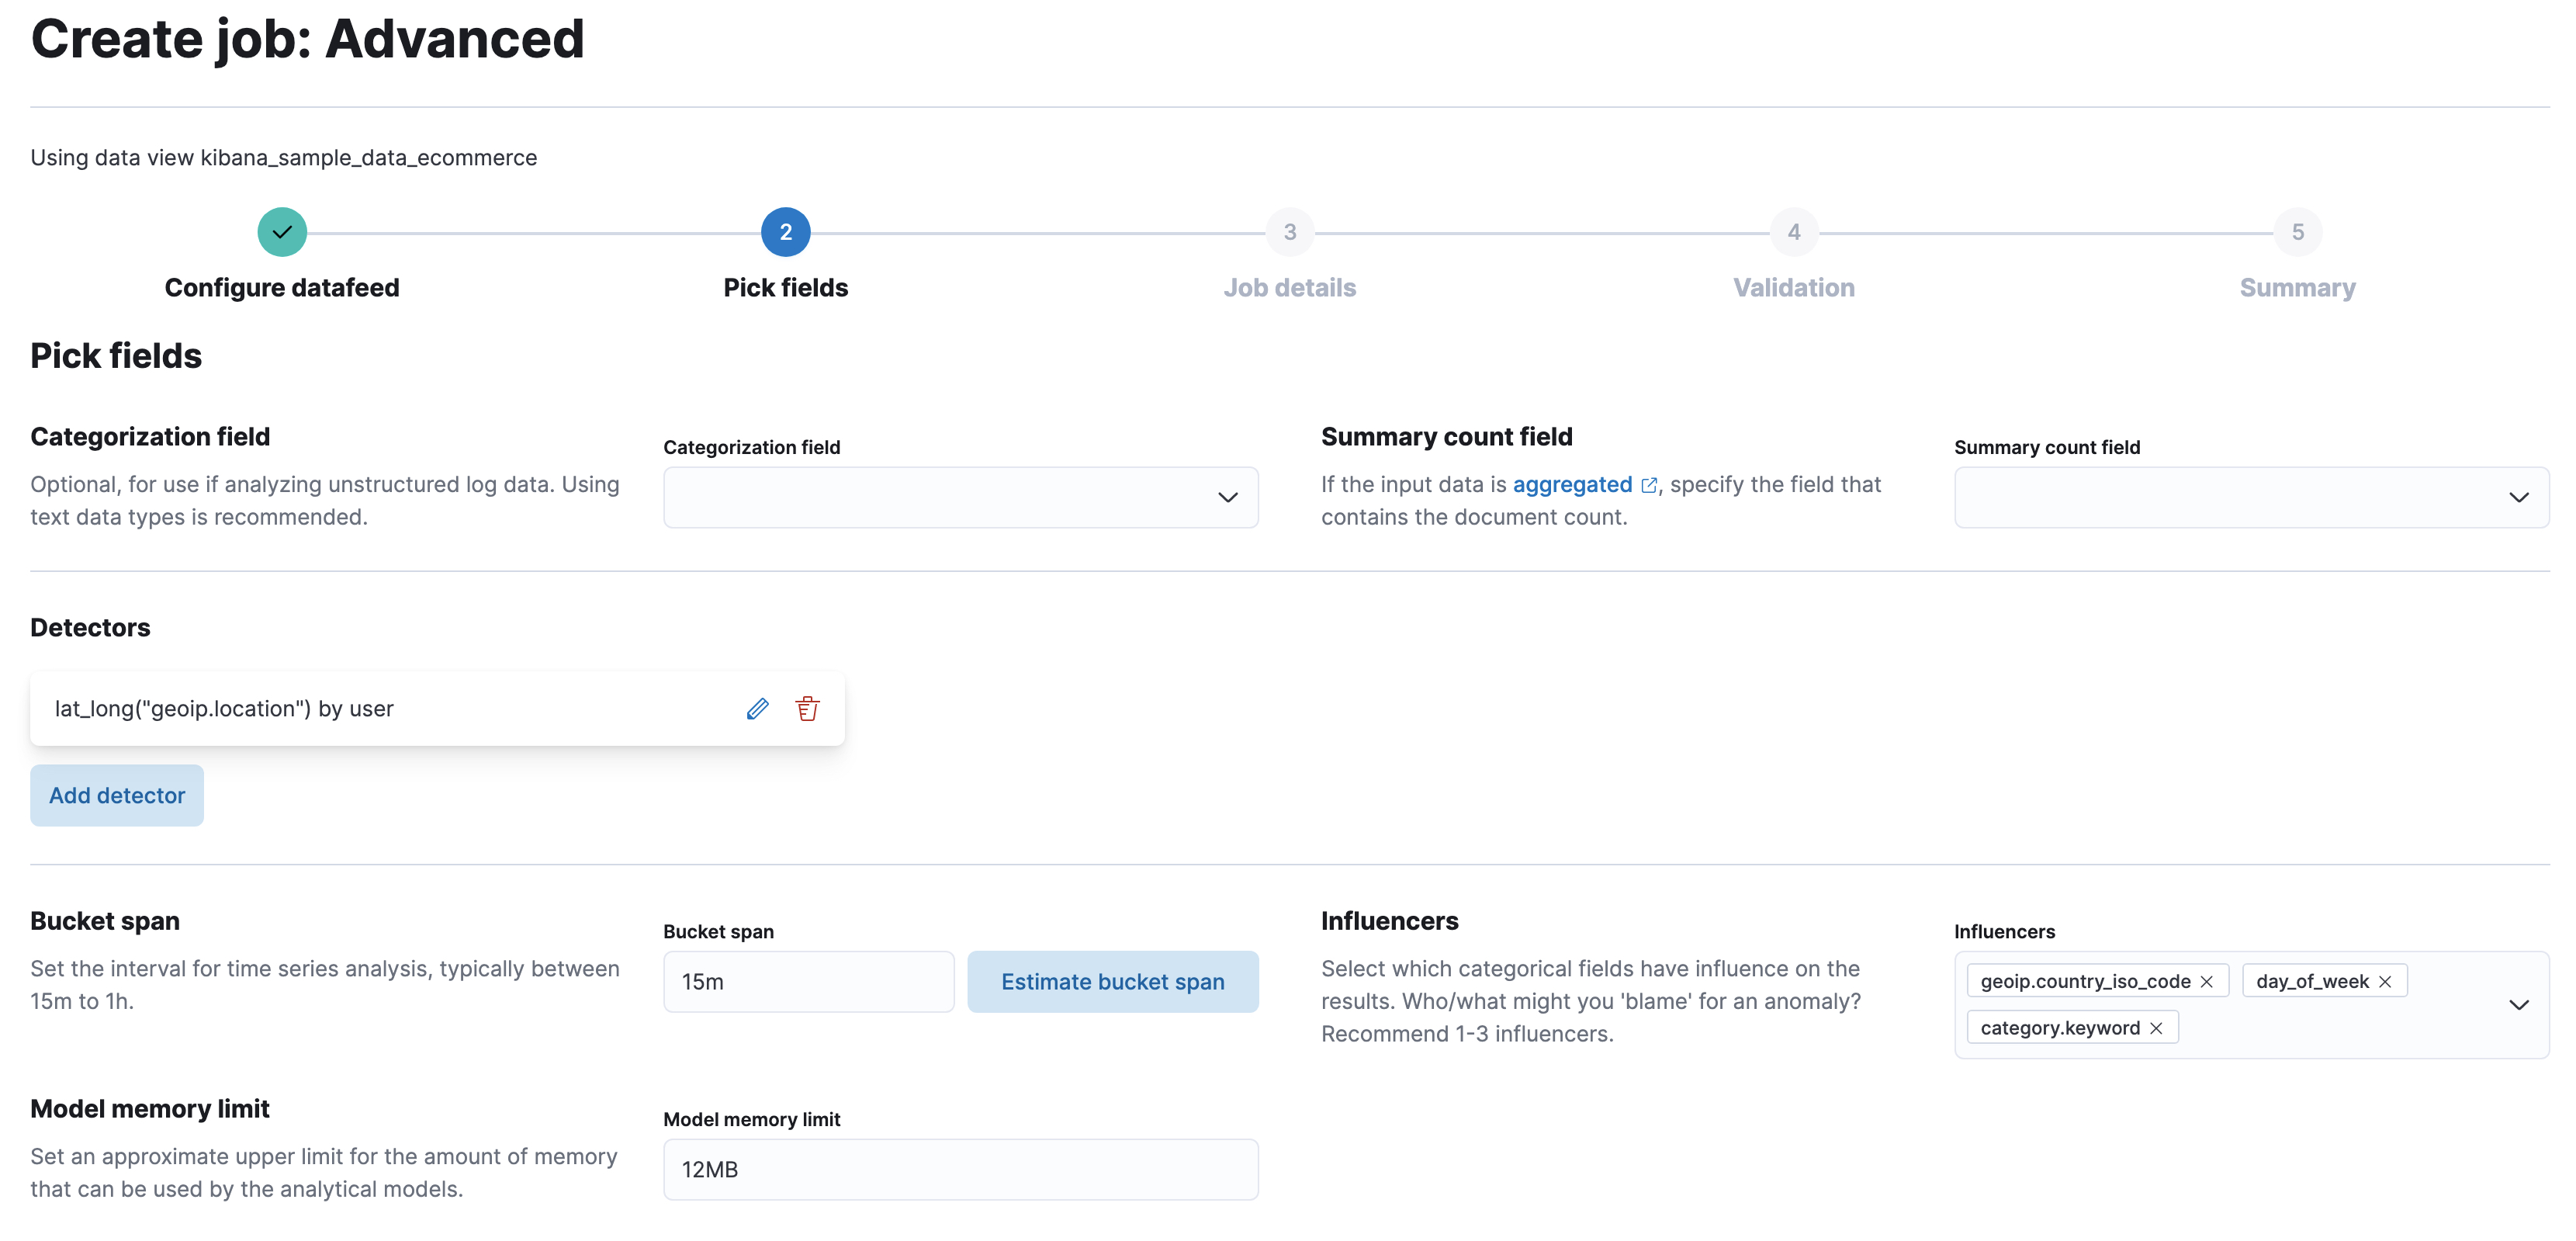 Create job: Advanced
Using data view kibana_sample_data_ecommerce
2
3
4
5
Configure datafeed
Pick fields
Job details
Validation
Summary
Pick fields
Categorization field
Optional, for use if analyzing unstructured log data. Using
text data types is recommended.
Categorization field
Summary count field
If the input data is aggregated , specify the field that
contains the document count.
Summary count field
Detectors
lat_long("geoip.location") by user
Add detector
Bucket span
Set the interval for time series analysis, typically between
15m to 1h.
Bucket span
15m
Estimate bucket span
Influencers
Select which categorical fields have influence on the
results. Who/what might you 'blame' for an anomaly?
Recommend 1-3 influencers.
Influencers
geoip.country_iso_code
day_of_week
category.keyword
Model memory limit
Set an approximate upper limit for the amount of memory
that can be used by the analytical models.
Model memory limit
12MB